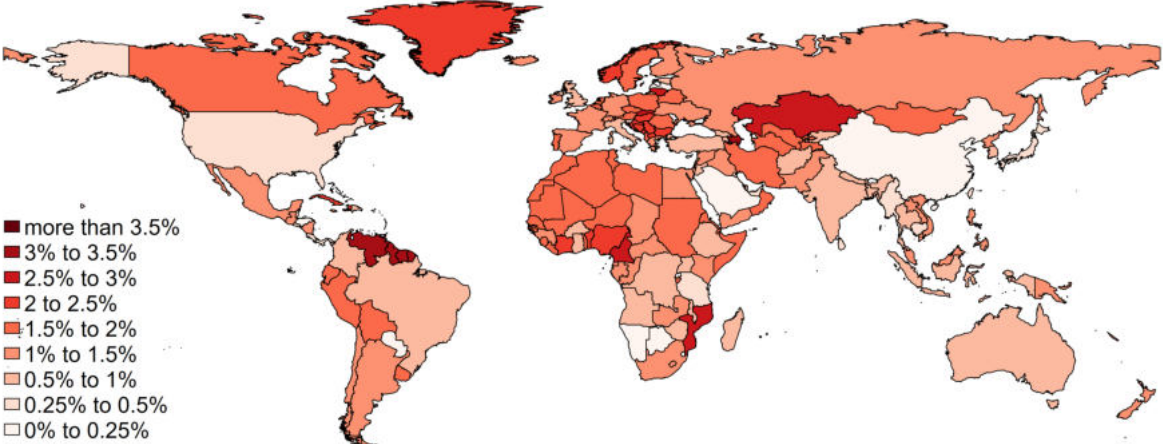 more than 3.5%
3% to 3.5%
2.5% to 3%
2 to 2.5%
1.5% to 2%
1% to 1.5%
0.5% to 1%
0.25% to 0.5%
0% to 0.25%